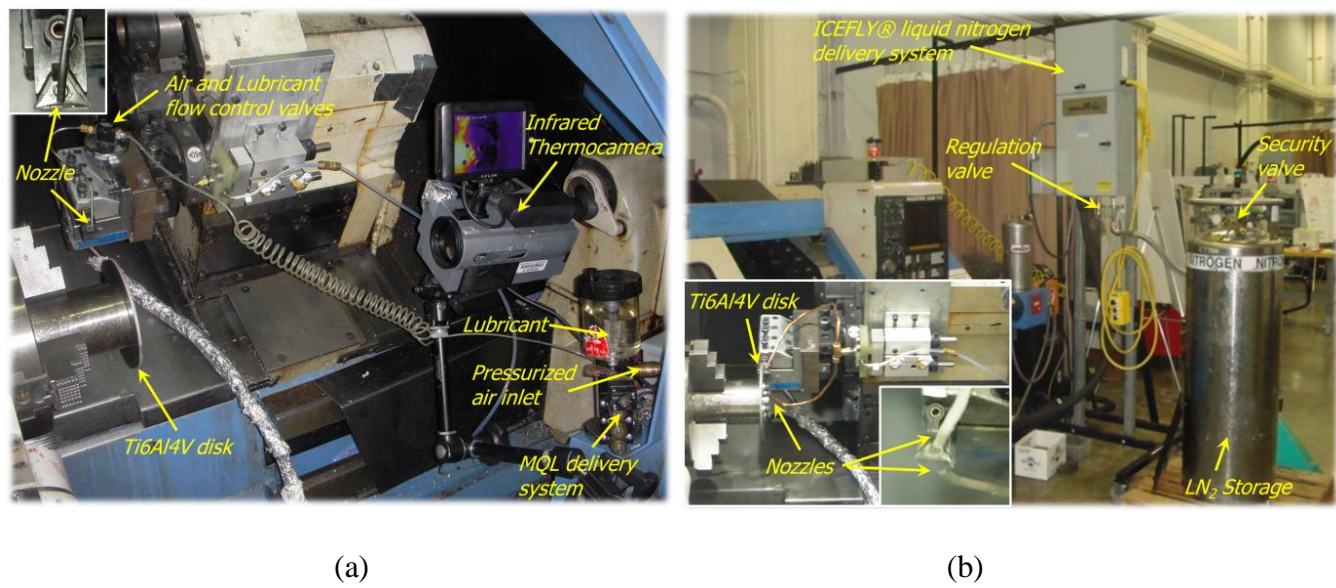 Air and Lubricant
flow control valves
Nozzle
Infrared
Thermocamera
Lubricant
Pressurized
air inlet
Ti6Al4V disk
MQL delivery
system
(a)
ICEFLY® liquid nitrogen
delivery system
Regulation
valve
Security
valve
NITROGEN NITRO
Ti6Al4V disk
Nozzles
LN₂ Storage
(b)